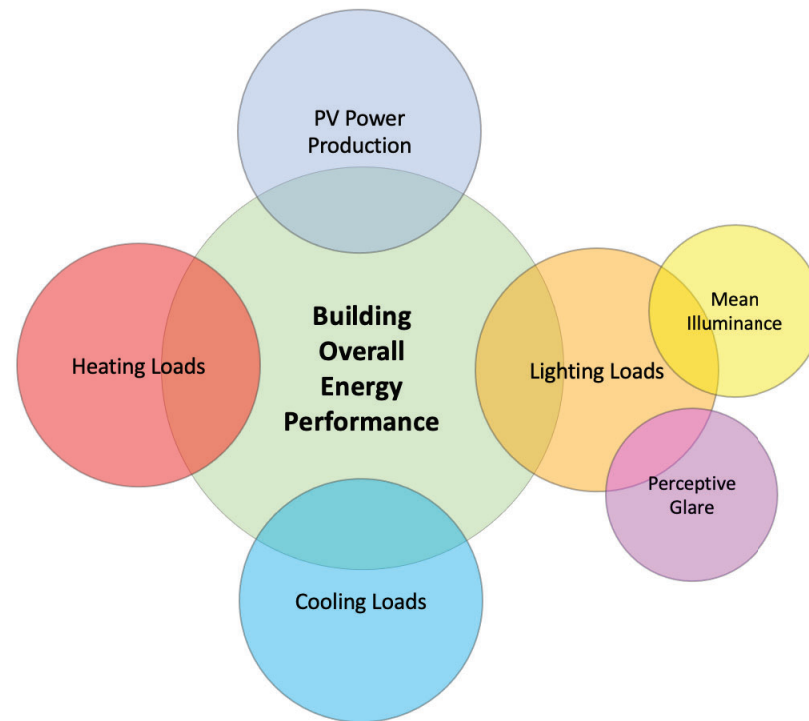 PV Power
Production
Building
Overall
Energy
Performance
Heating Loads
Lighting Loads
Mean
Illuminance
Perceptive
Glare
Cooling Loads